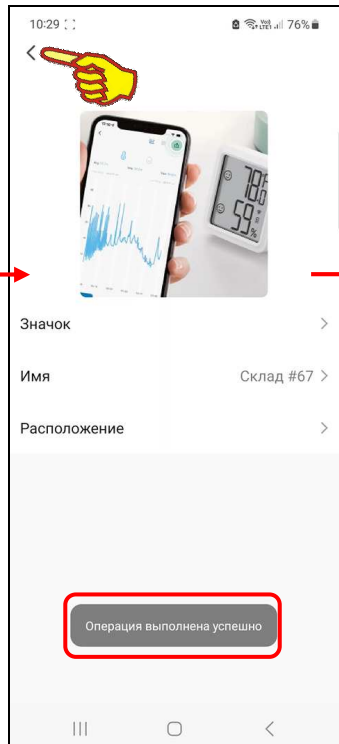 10:29
76%
Значок
Имя
Склад #67
Расположение
Операция выполнена успешно